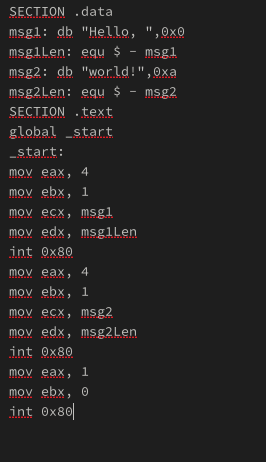 SECTION .data
msg1: db "Hello, ",0x0
msg1Len: equ $ - msg1
msg2: db "world!",0xa
msg2Len: equ $ - msg2
SECTION .text
global _start
_start:
mov eax, 4
mov ebx, 1
mov ecx, msg1
mov edx, msg1Len
int 0x80
mov eax, 4
mov ebx, 1
mov ecx, msg2
mov edx, msg2Len
int 0x80
mov eax, 1
mov ebx, 0
int 0x80